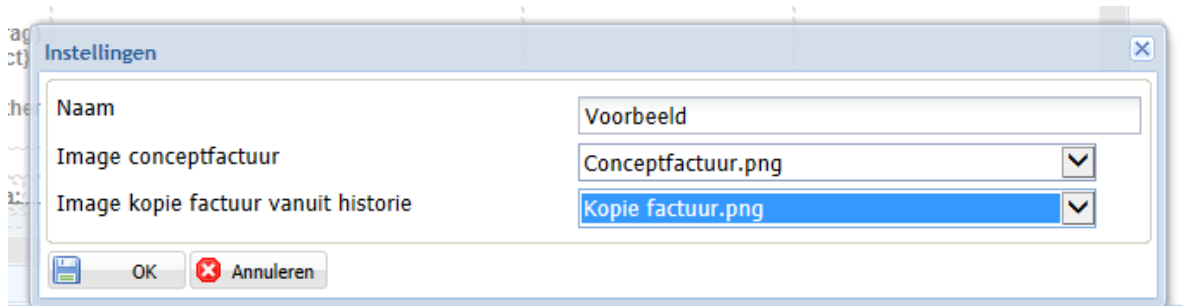 Instellingen
Naam
Voorbeeld
Image conceptfactuur
Conceptfactuur.png
Image kopie factuur vanuit historie
Kopie factuur.png
OK
Annuleren